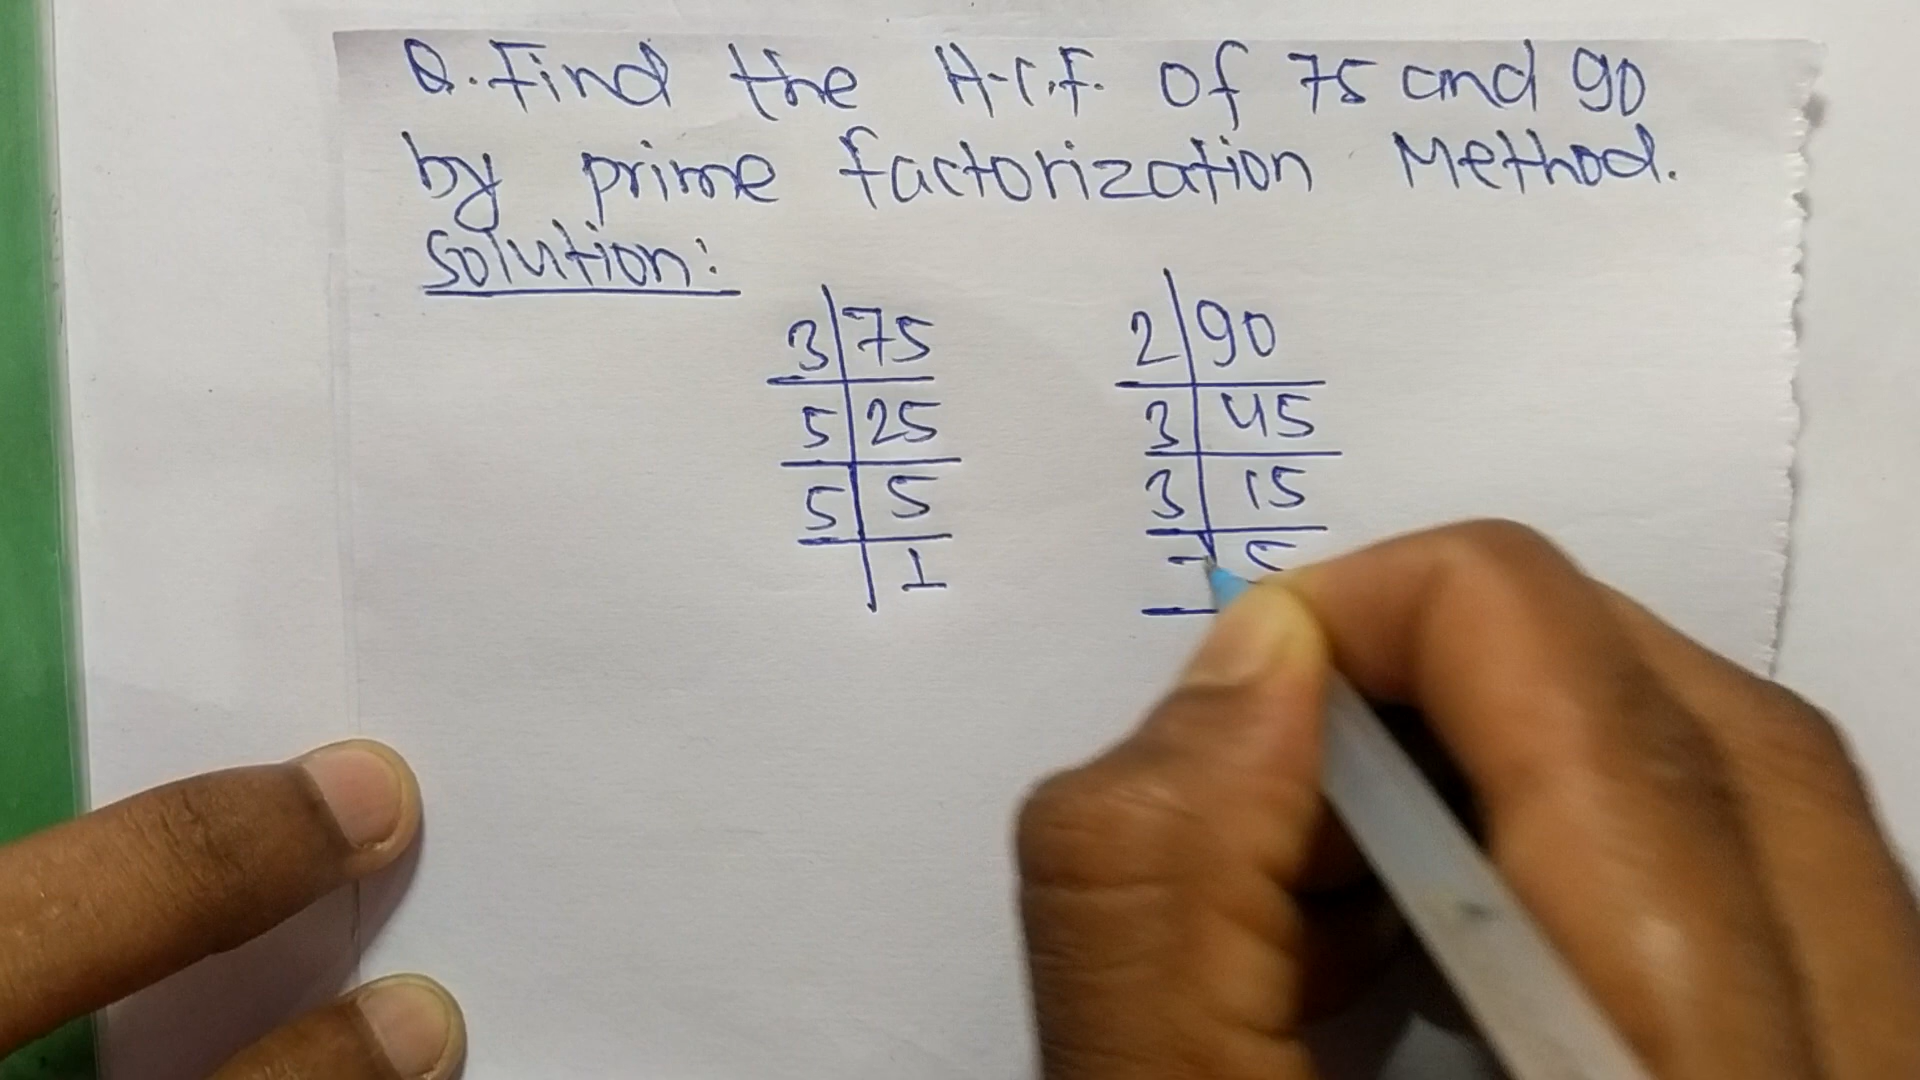 Q. Find the H.C.F. of 75 and 90
by prime factorization Method.
Solution:
3 75
5 25
5 5
1
2 90
3 45
3 15
5